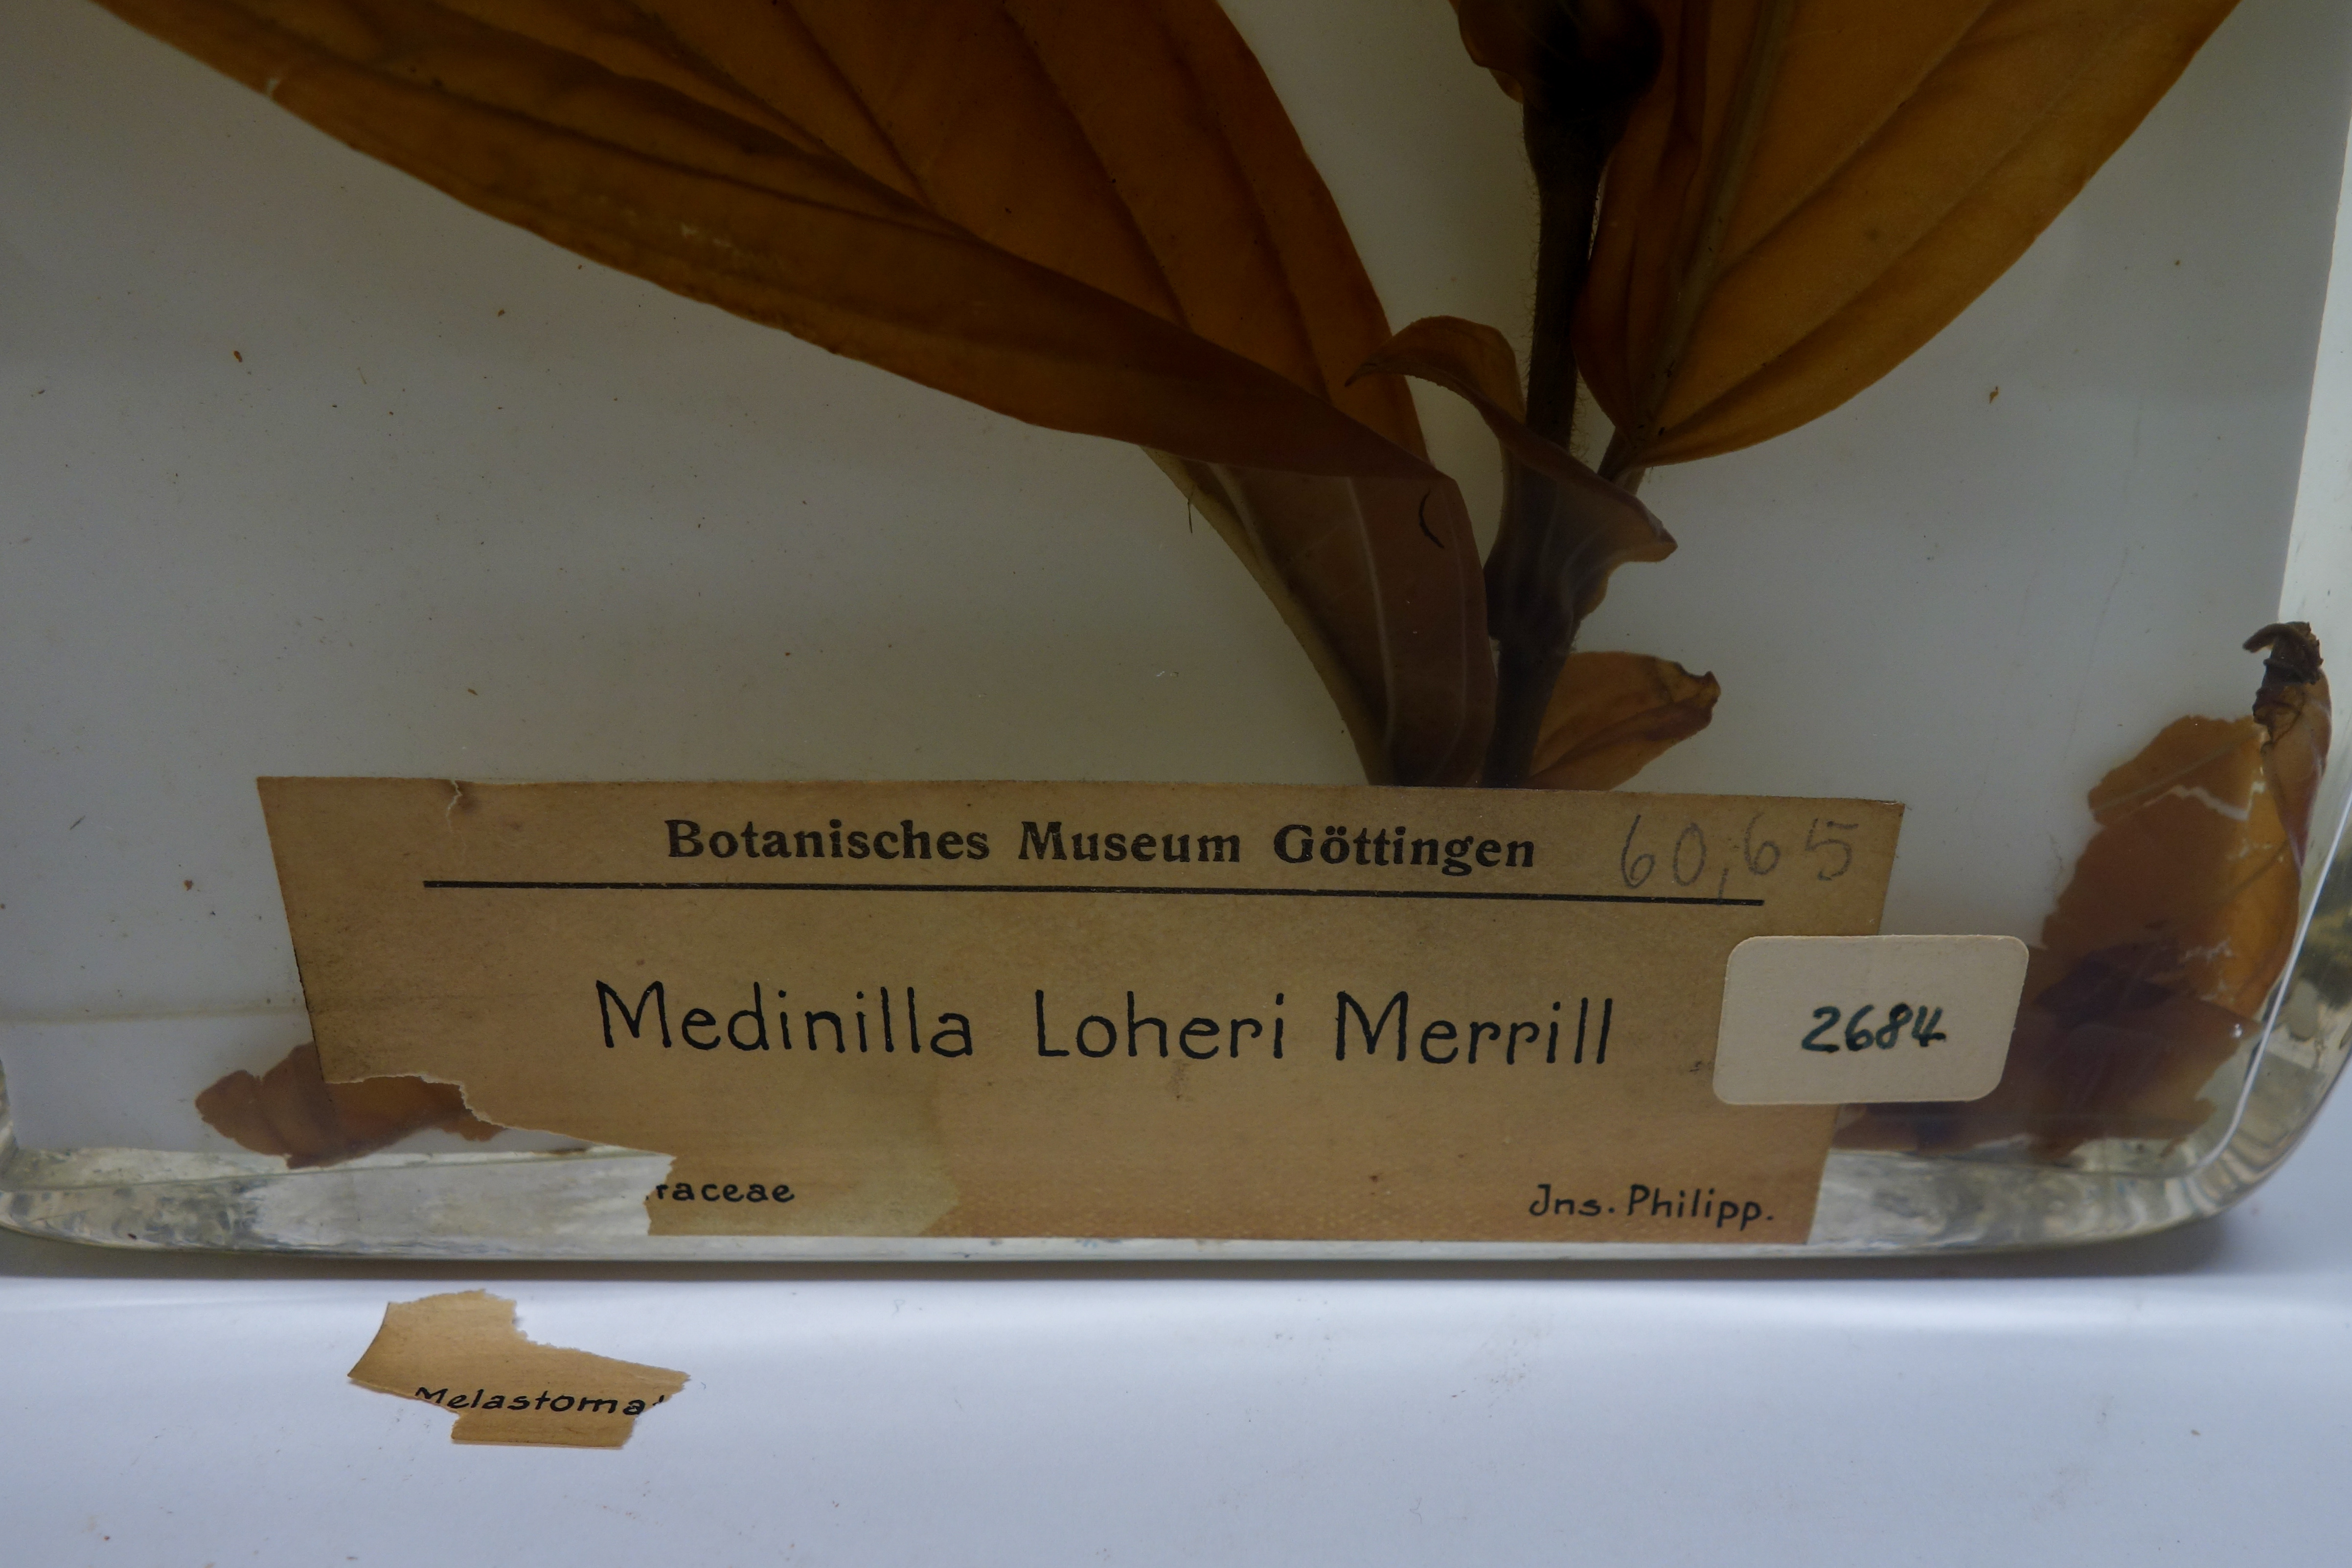 Botanisches Museum Göttingen 60,65
Medinilla Loheri Merrill
2684
raceae
Jns. Philipp.
Melastoma